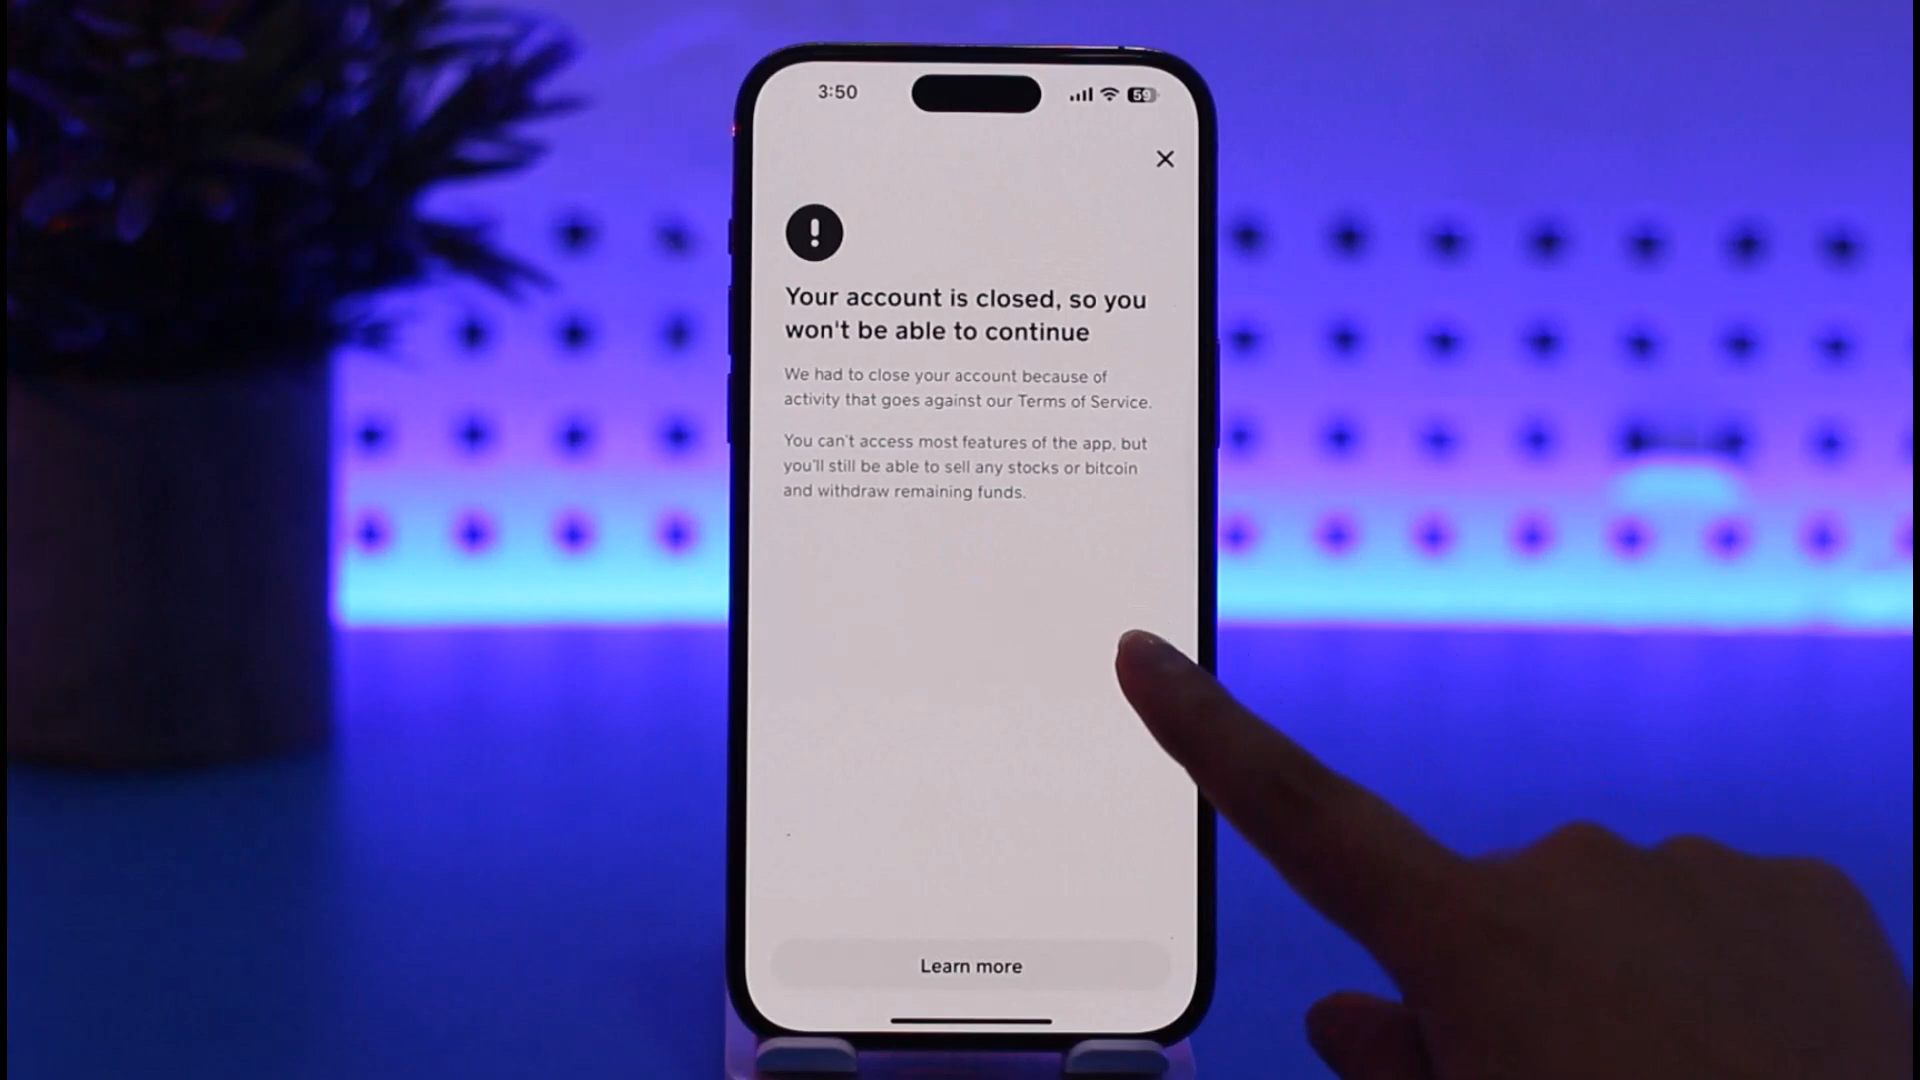 3:50
59
Your account is closed, so you
won't be able to continue
We had to close your account because of
activity that goes against our Terms of Service.
You can't access most features of the app, but
you'll still be able to sell any stocks or bitcoin
and withdraw remaining funds.
Learn more